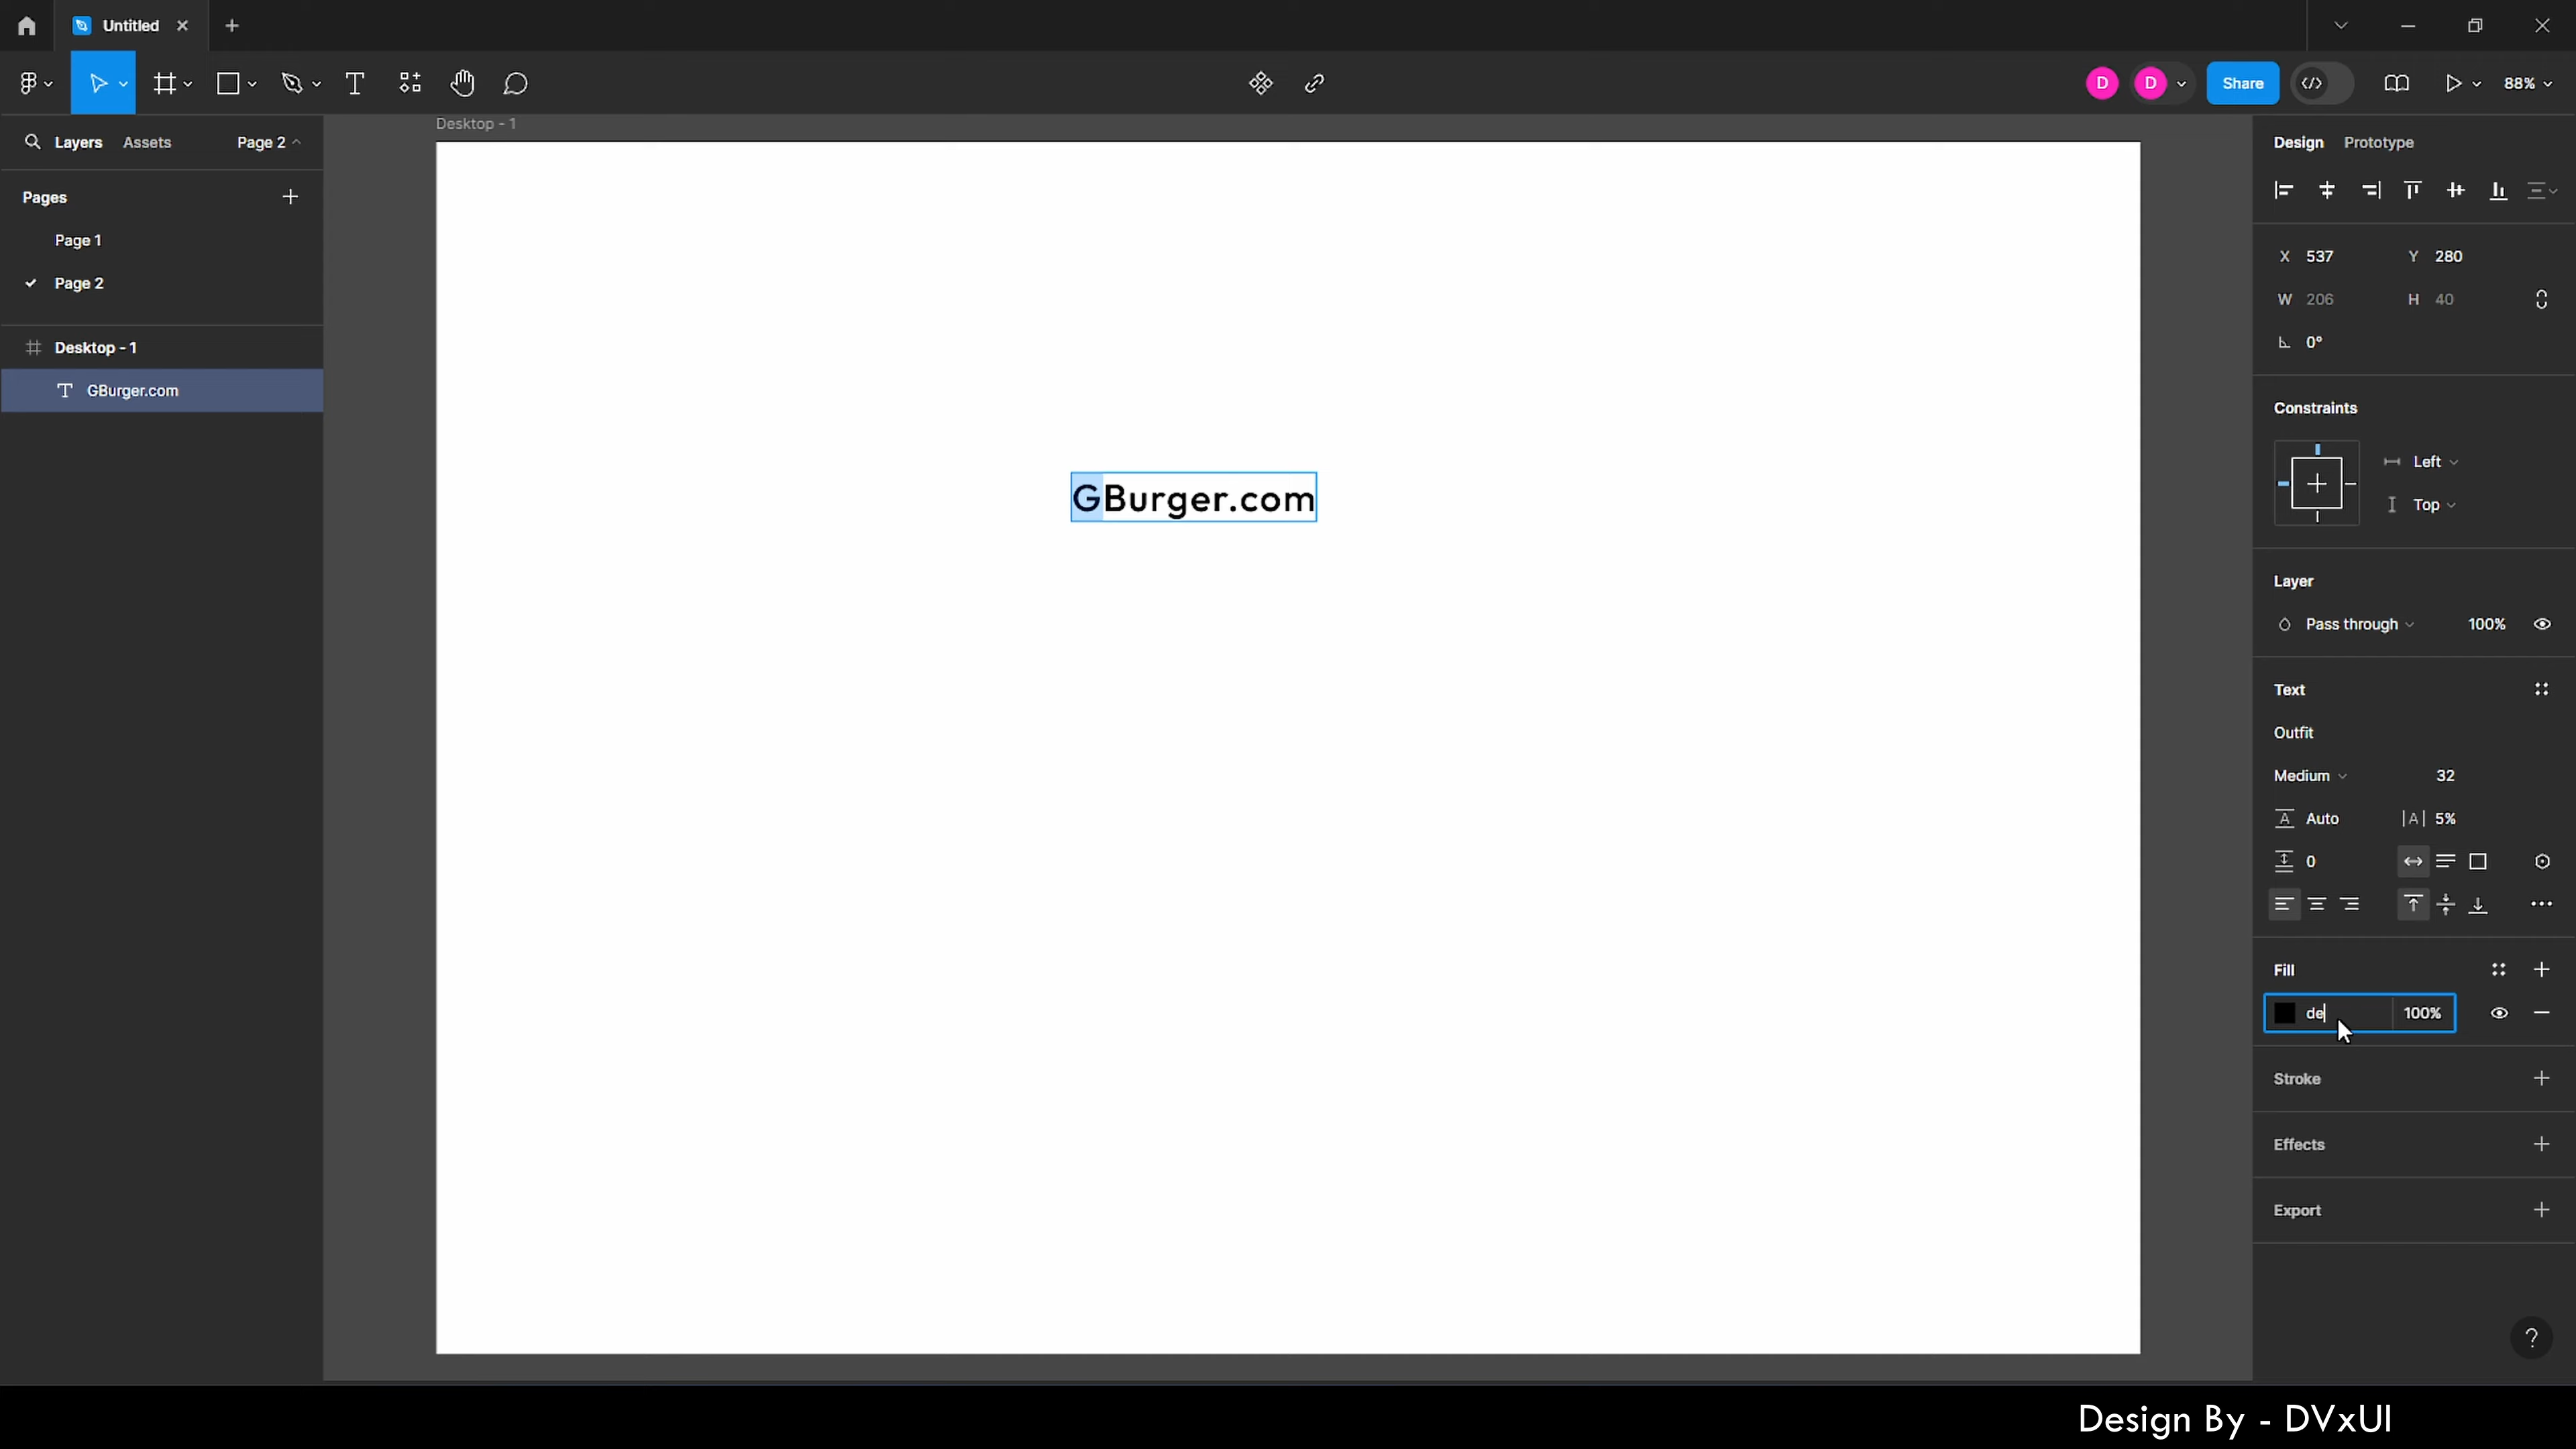 Untitled
D D Share 88%
Layers Assets Page 2
Pages
Page 1
Page 2
Desktop - 1
GBurger.com
Desktop - 1
GBurger.com
Design Prototype
X 537 Y 280
W 206 H 40
0°
Constraints
Left
Top
Layer
Pass through 100%
Text
Outfit
Medium 32
A Auto |A| 5%
0
Fill
de 100%
Stroke
Effects
Export
?
Design By - DVxUI